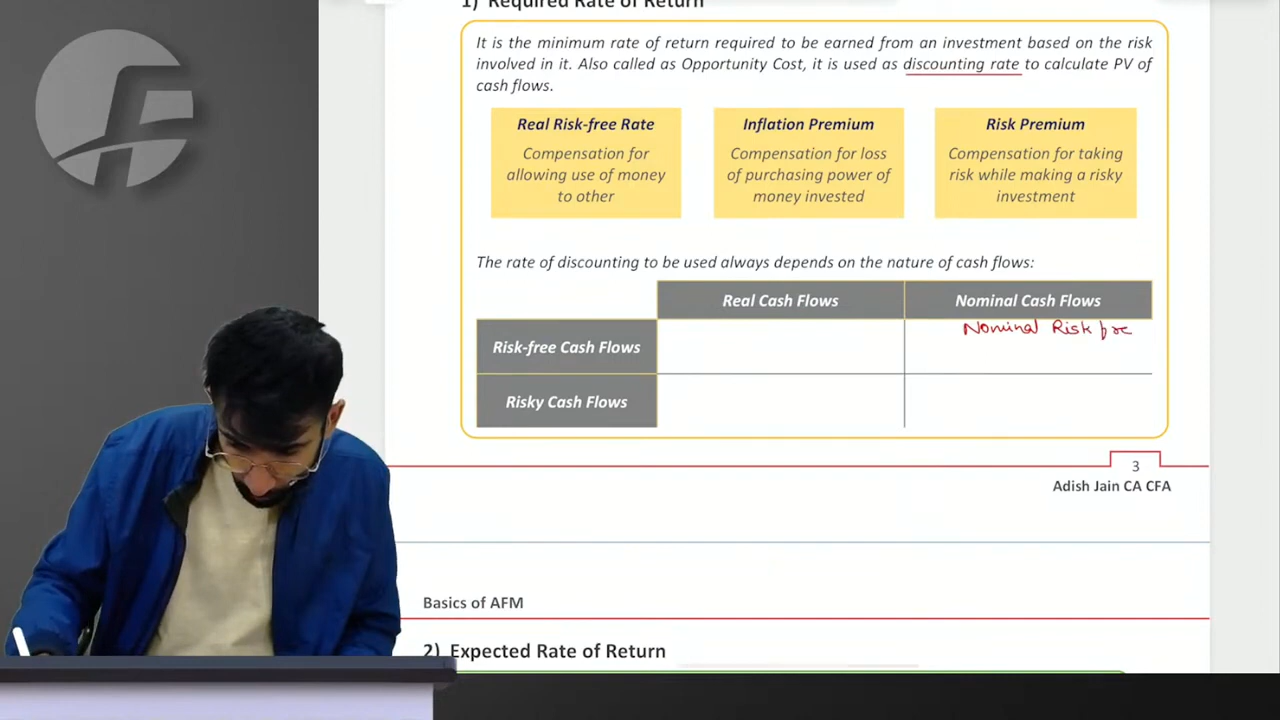 1) Required Rate of Return
It is the minimum rate of return required to be earned from an investment based on the risk
involved in it. Also called as Opportunity Cost, it is used as discounting rate to calculate PV of
cash flows.
Real Risk-free Rate
Compensation for
allowing use of money
to other
Inflation Premium
Compensation for loss
of purchasing power of
money invested
Risk Premium
Compensation for taking
risk while making a risky
investment
The rate of discounting to be used always depends on the nature of cash flows:
Real Cash Flows
Nominal Cash Flows
Risk-free Cash Flows
Nominal Risk fre
Risky Cash Flows
3
Adish Jain CA CFA
Basics of AFM
2) Expected Rate of Return